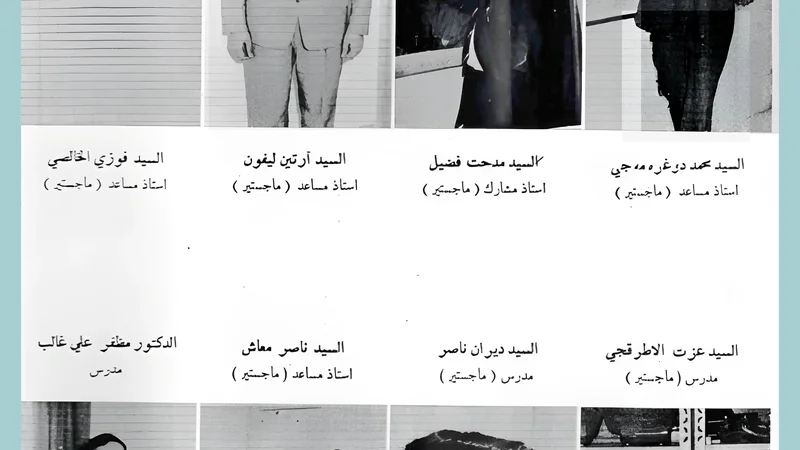 السيد محمد دوغره مه جي
استاذ مساعد ( ماجستير )
السيد مدحت فضيل
استاذ مشارك ( ماجستير )
السيد آرتين ليفون
استاذ مساعد ( ماجستير )
السيد فوزي الخالصي
استاذ مساعد ( ماجستير )
السيد عزت الاطرقجي
مدرس ( ماجستير )
السيد ديران ناصر
مدرس ( ماجستير )
السيد ناصر معاش
استاذ مساعد ( ماجستير )
الدكتور مظفر علي غالب
مدرس